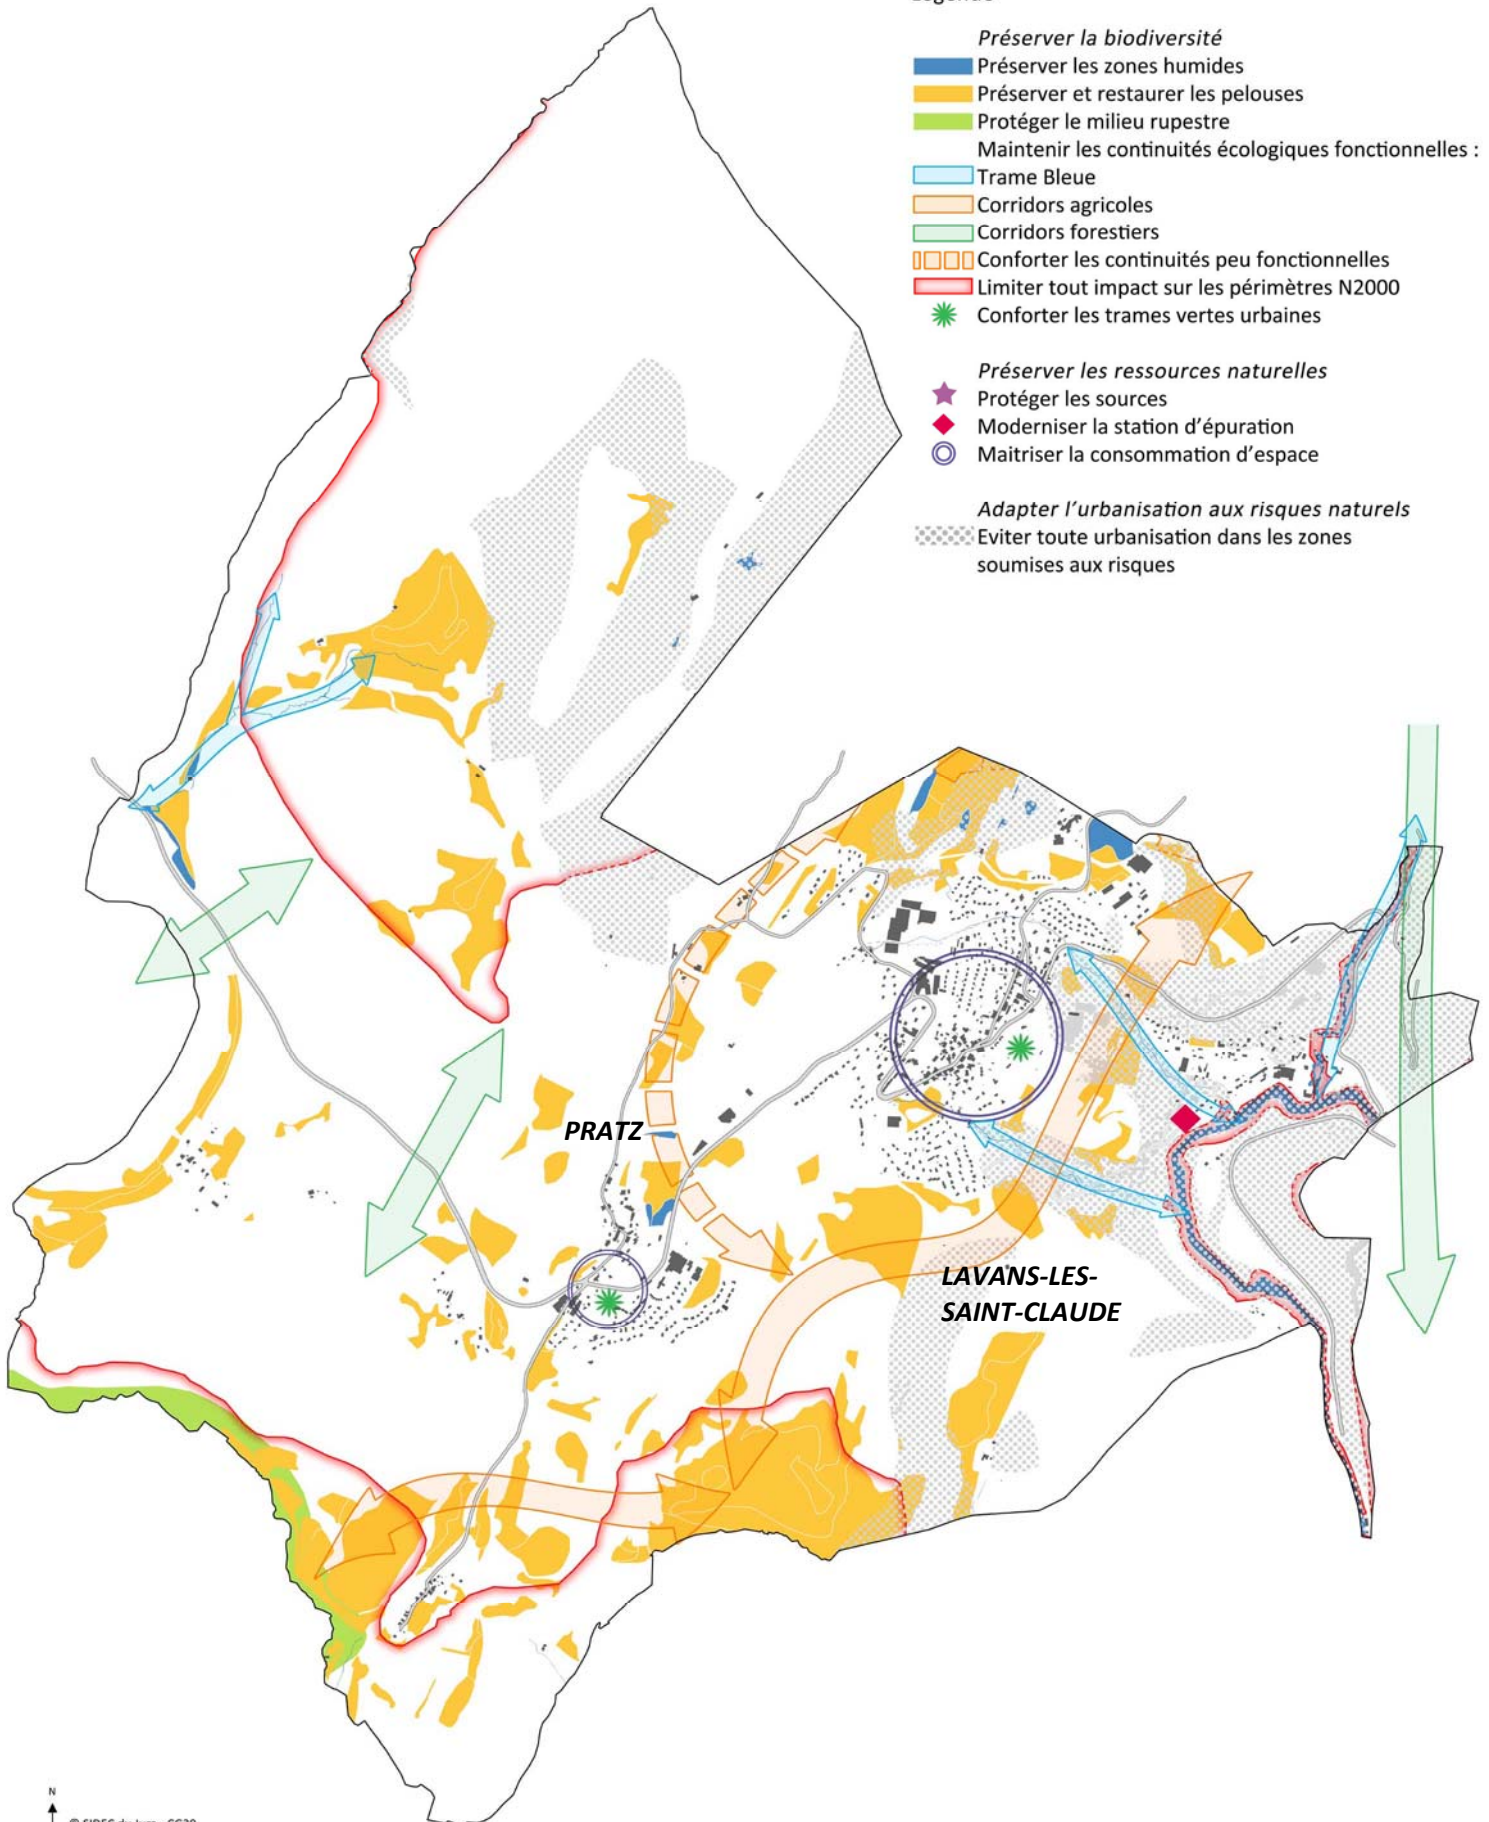 Légende
Préserver la biodiversité
Préserver les zones humides
Préserver et restaurer les pelouses
Protéger le milieu rupestre
Maintenir les continuités écologiques fonctionnelles :
Trame Bleue
Corridors agricoles
Corridors forestiers
Conforter les continuités peu fonctionnelles
Limiter tout impact sur les périmètres N2000
Conforter les trames vertes urbaines
Préserver les ressources naturelles
Protéger les sources
Moderniser la station d'épuration
Maitriser la consommation d'espace
Adapter l'urbanisation aux risques naturels
Eviter toute urbanisation dans les zones
soumises aux risques
PRATZ
LAVANS-LES-
SAINT-CLAUDE
N